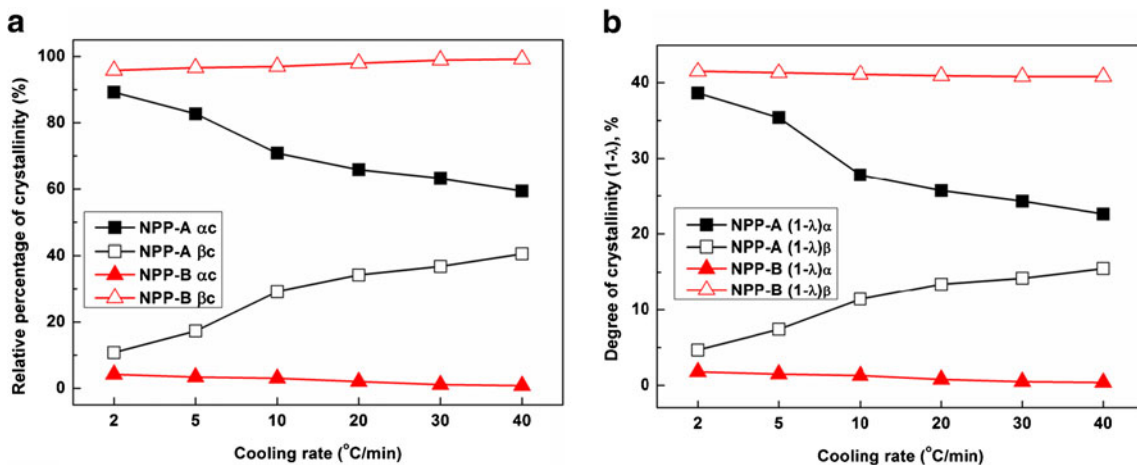 a
Relative percentage of crystallinity (%)
100
80
60
40
20
0
NPP-A αc
NPP-A βc
NPP-B αc
NPP-B βc
2 5 10 20 30 40
Cooling rate (°C/min)
b
Degree of crystallinity (1-λ), %
40
30
20
10
0
NPP-A (1-λ)α
NPP-A (1-λ)β
NPP-B (1-λ)α
NPP-B (1-λ)β
2 5 10 20 30 40
Cooling rate (°C/min)